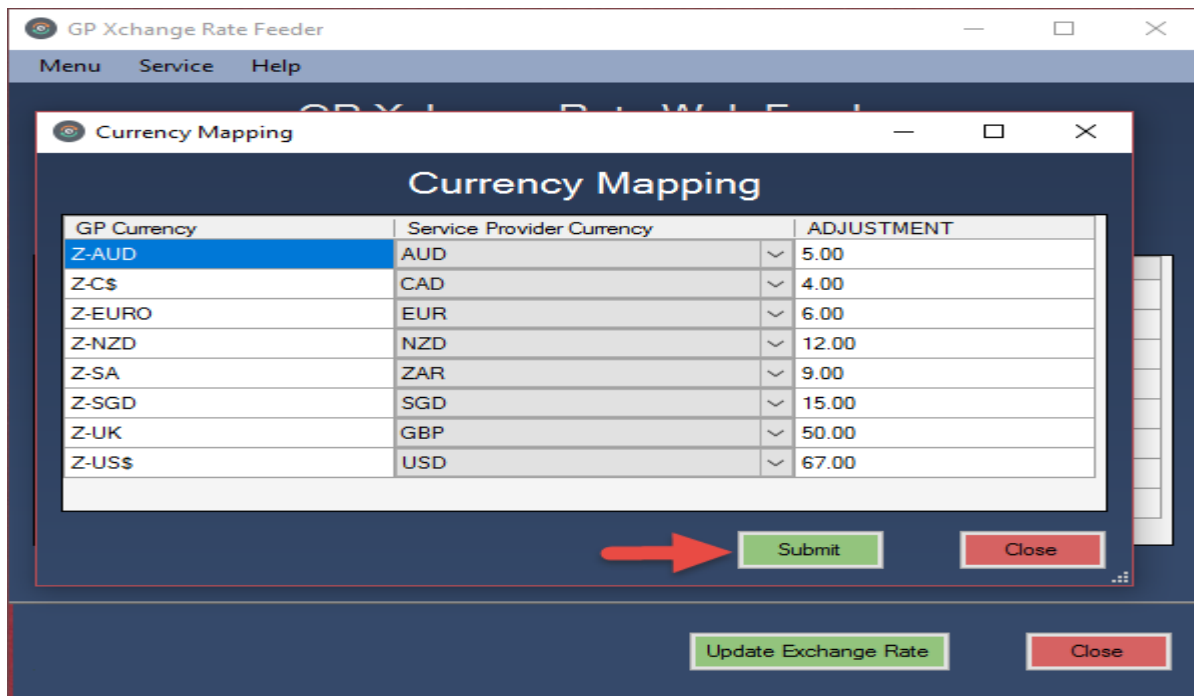 GP Xchange Rate Feeder
Menu Service Help
Currency Mapping
Currency Mapping
GP Currency Service Provider Currency ADJUSTMENT
Z-AUD AUD 5.00
Z-C$ CAD 4.00
Z-EURO EUR 6.00
Z-NZD NZD 12.00
Z-SA ZAR 9.00
Z-SGD SGD 15.00
Z-UK GBP 50.00
Z-US$ USD 67.00
Submit Close
Update Exchange Rate Close